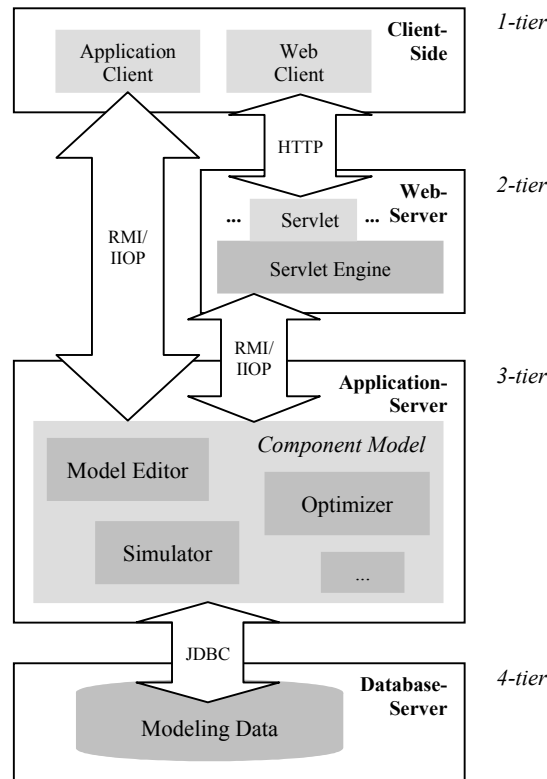 1-tier
Client-
Side
Application
Client
Web
Client
HTTP
2-tier
Web-
Server
... Servlet ...
Servlet Engine
RMI/
IIOP
RMI/
IIOP
3-tier
Application-
Server
Component Model
Model Editor
Optimizer
Simulator
...
JDBC
4-tier
Database-
Server
Modeling Data